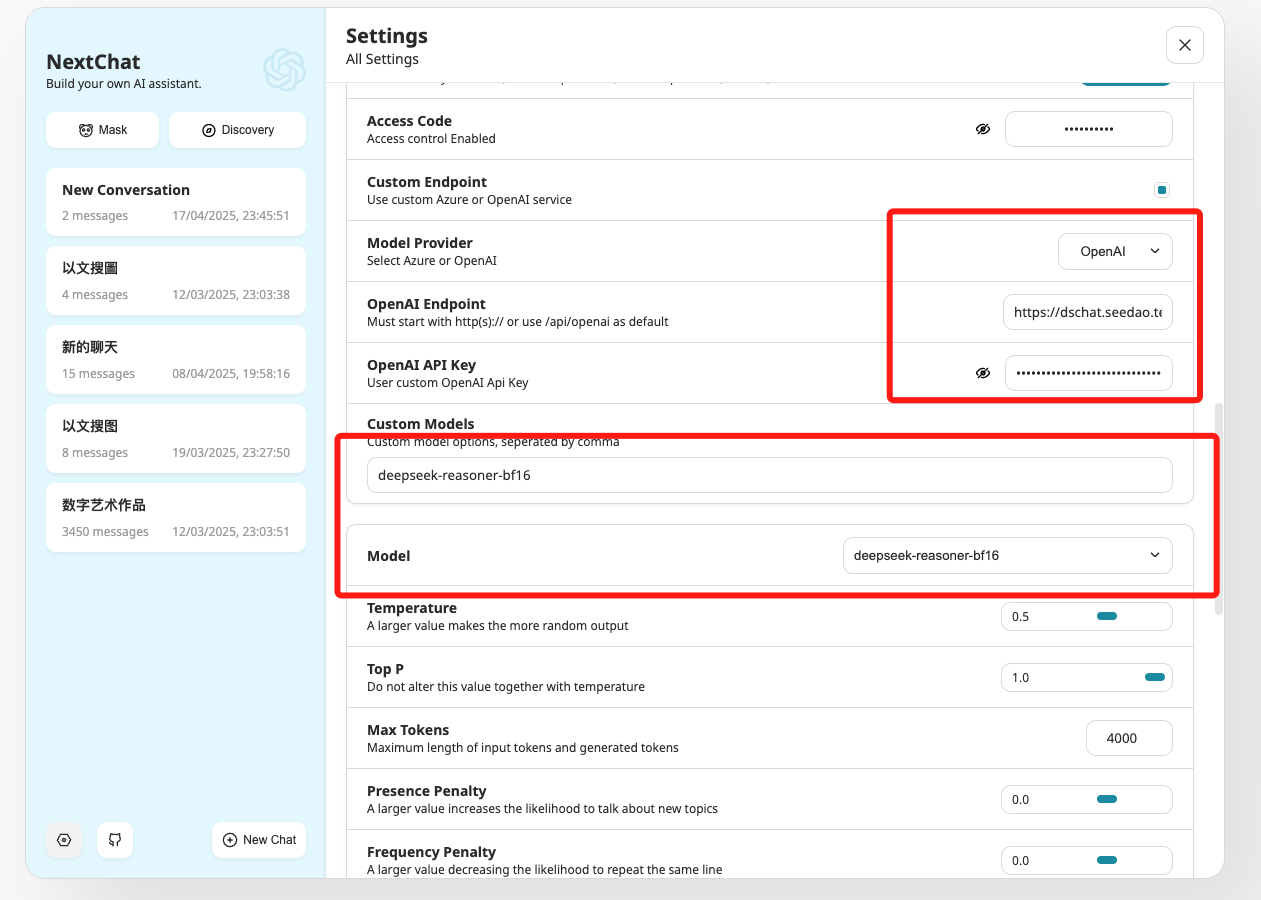 NextChat
Build your own AI assistant.
Mask
Discovery
New Conversation
2 messages 17/04/2025, 23:45:51
以文搜圖
4 messages 12/03/2025, 23:03:38
新的聊天
15 messages 08/04/2025, 19:58:16
以文搜图
8 messages 19/03/2025, 23:27:50
数字艺术作品
3450 messages 12/03/2025, 23:03:51
New Chat
Settings
All Settings
Access Code
Access control Enabled
••••••••••
Custom Endpoint
Use custom Azure or OpenAI service
Model Provider
Select Azure or OpenAI
OpenAI
OpenAI Endpoint
Must start with http(s):// or use /api/openai as default
https://dschat.seedao.te
OpenAI API Key
User custom OpenAI Api Key
Custom Models
Custom model options, seperated by comma
deepseek-reasoner-bf16
Model
deepseek-reasoner-bf16
Temperature
A larger value makes the more random output
0.5
Top P
Do not alter this value together with temperature
1.0
Max Tokens
Maximum length of input tokens and generated tokens
4000
Presence Penalty
A larger value increases the likelihood to talk about new topics
0.0
Frequency Penalty
A larger value decreasing the likelihood to repeat the same line
0.0